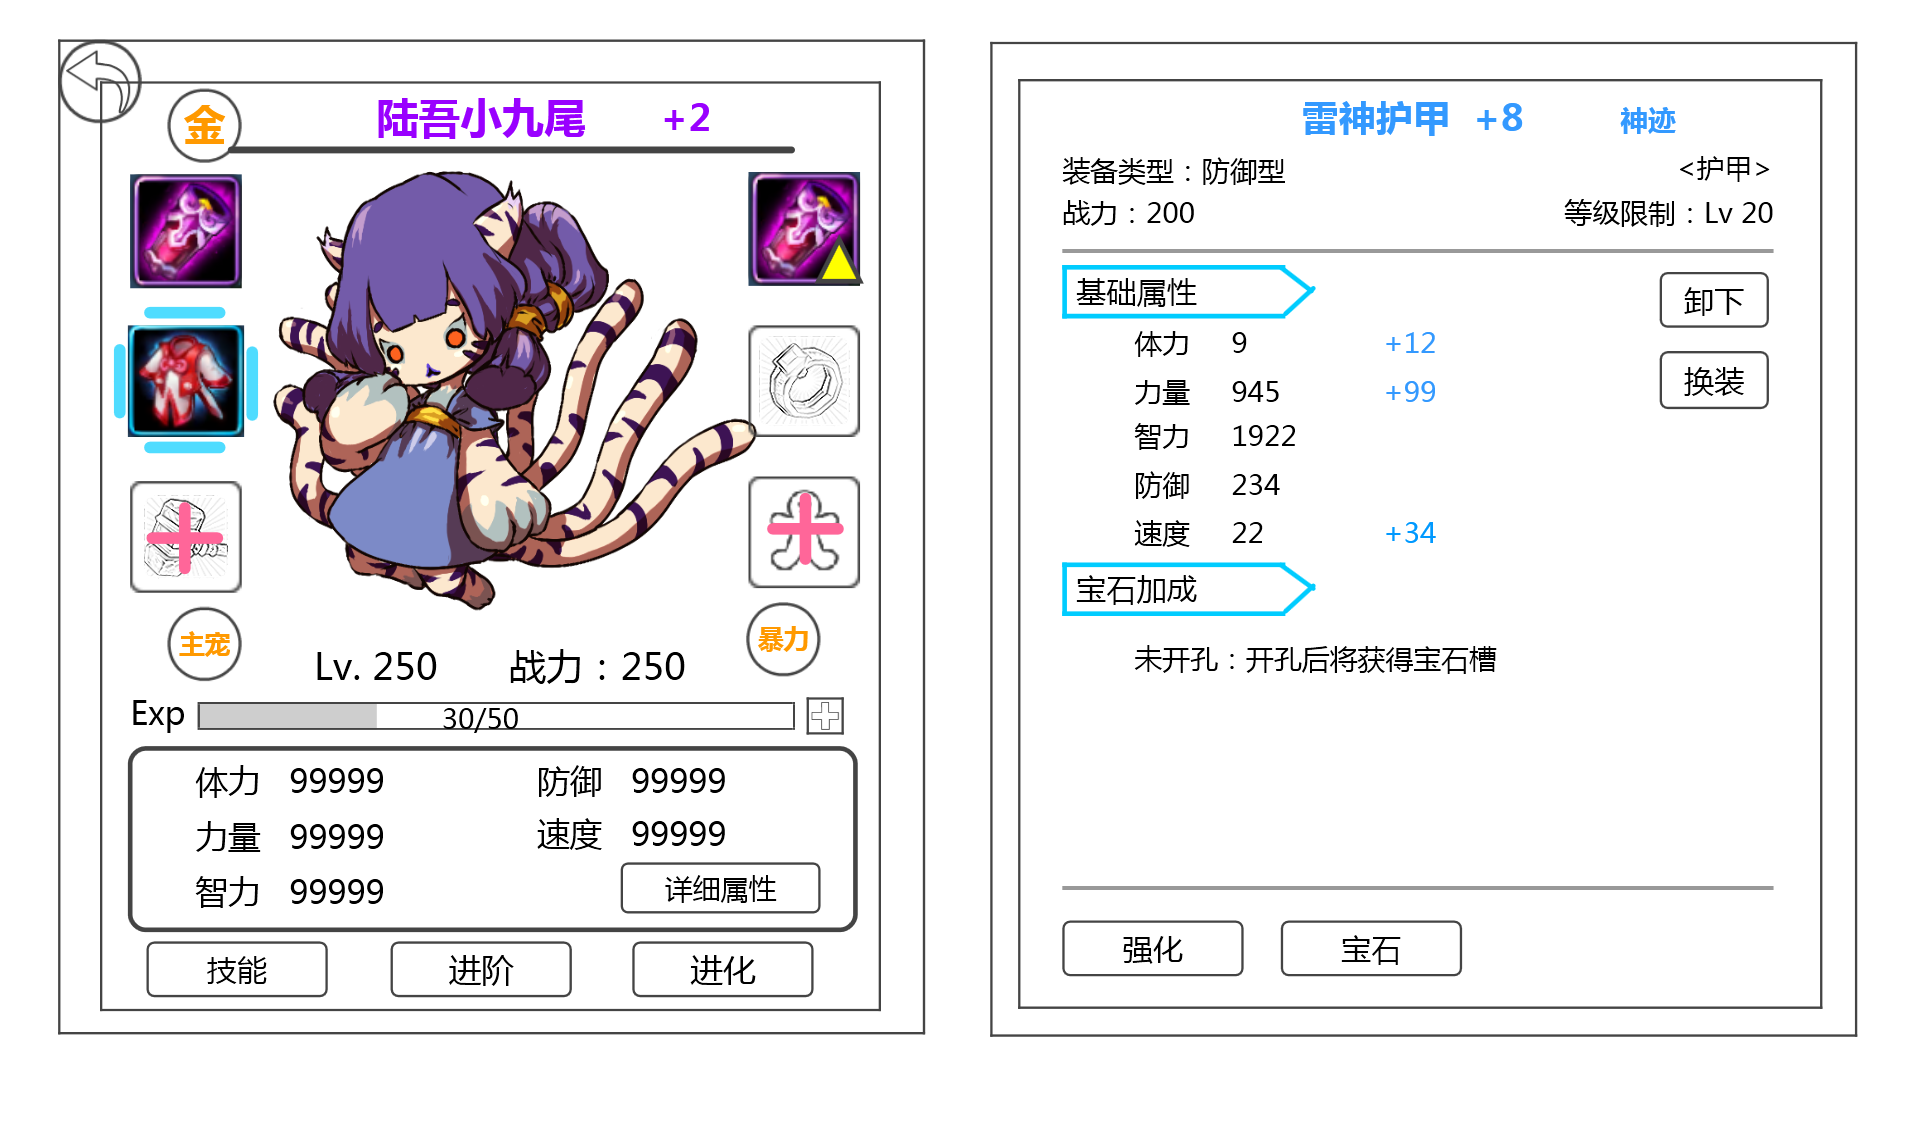 金 陆吾小九尾 +2
主宠 暴力
Lv. 250 战力：250
Exp 30/50
体力 99999 防御 99999
力量 99999 速度 99999
智力 99999 详细属性
技能 进阶 进化
雷神护甲 +8 神迹
装备类型：防御型 <护甲>
战力：200 等级限制：Lv 20
基础属性 卸下
体力 9 +12
换装
力量 945 +99
智力 1922
防御 234
速度 22 +34
宝石加成
未开孔：开孔后将获得宝石槽
强化 宝石